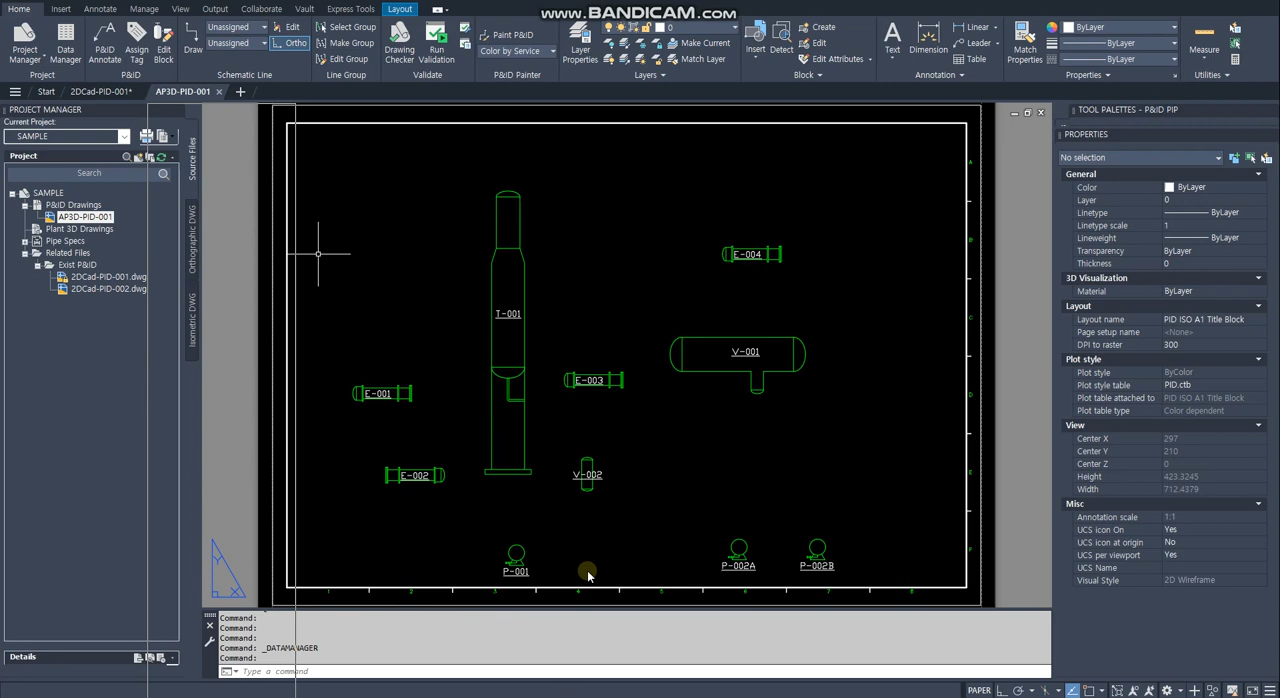 www.BANDICAM.com
Home Insert Annotate Manage View Output Collaborate Vault Express Tools Layout
Project Manager
Data Manager
Project
P&ID Annotate
Assign Tag
Edit Block
P&ID
Draw
Unassigned
Unassigned
Edit
Ortho
Schematic Line
Select Group
Make Group
Edit Group
Line Group
Drawing Checker
Run Validation
Validate
Paint P&ID
Color by Service
P&ID Painter
Layer Properties
0
Make Current
Match Layer
Layers
Insert
Detect
Create
Edit
Edit Attributes
Block
Text
Dimension
Linear
Leader
Table
Annotation
Match Properties
ByLayer
ByLayer
ByLayer
Properties
Measure
Utilities
Start 2DCad-PID-001* AP3D-PID-001
PROJECT MANAGER
Current Project:
SAMPLE
Project
Search
SAMPLE
P&ID Drawings
AP3D-PID-001
Plant 3D Drawings
Pipe Specs
Related Files
Exist P&ID
2DCad-PID-001.dwg
2DCad-PID-002.dwg
Details
Source Files
Orthographic DWG
Isometric DWG
A
B
C
D
E
F
E-004
T-001
V-001
E-003
E-001
E-002
V-002
P-001
P-002A
P-002B
1 2 3 4 5 6 7 8
Y
X
Command:
Command:
Command:
Command: _DATAMANAGER
Command:
Type a command
TOOL PALETTES - P&ID PIP
PROPERTIES
No selection
General
Color ByLayer
Layer 0
Linetype ByLayer
Linetype scale 1
Lineweight ByLayer
Transparency ByLayer
Thickness 0
3D Visualization
Material ByLayer
Layout
Layout name PID ISO A1 Title Block
Page setup name <None>
DPI to raster 300
Plot style
Plot style ByColor
Plot style table PID.ctb
Plot table attached to PID ISO A1 Title Block
Plot table type Color dependent
View
Center X 297
Center Y 210
Center Z 0
Height 423.3245
Width 712.4379
Misc
Annotation scale 1:1
UCS icon On Yes
UCS icon at origin No
UCS per viewport Yes
UCS Name
Visual Style 2D Wireframe
PAPER